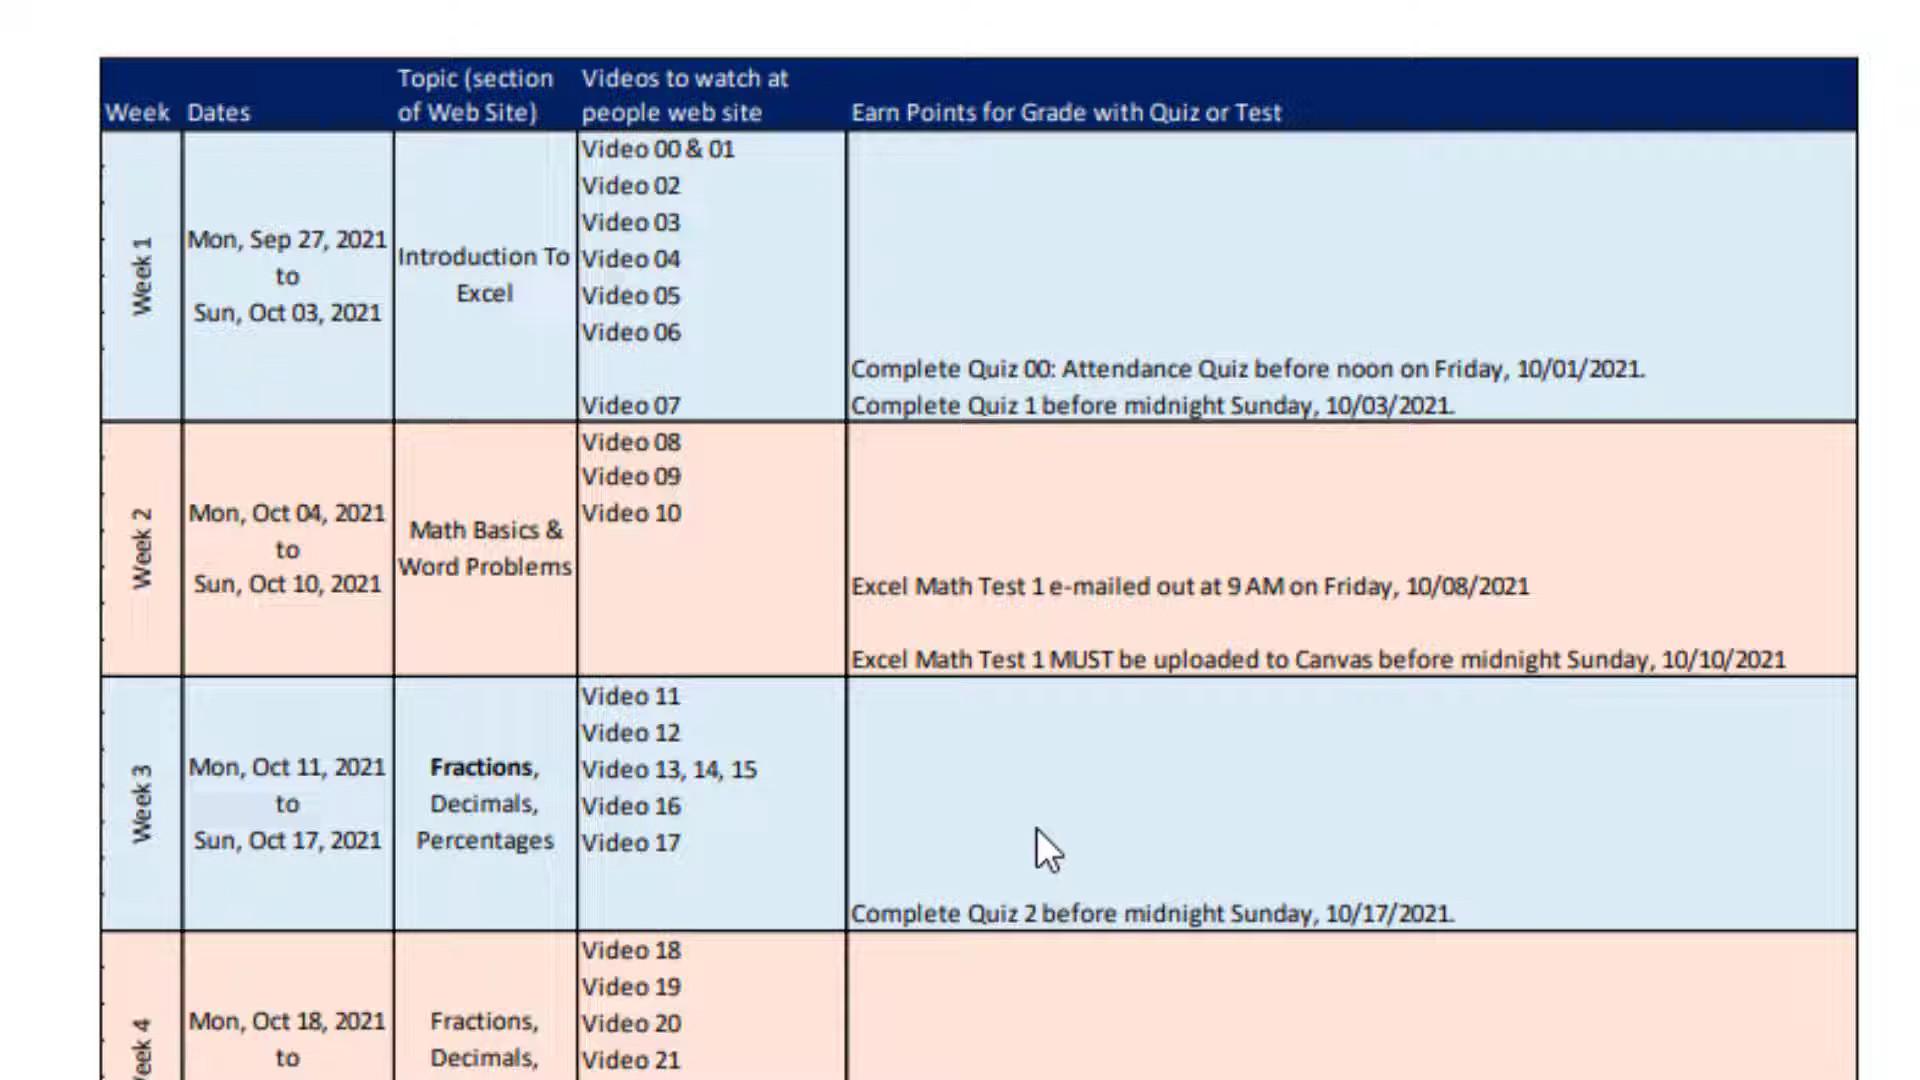 Week Dates Topic (section of Web Site) Videos to watch at people web site Earn Points for Grade with Quiz or Test
Week 1
Mon, Sep 27, 2021
to
Sun, Oct 03, 2021
Introduction To
Excel
Video 00 & 01
Video 02
Video 03
Video 04
Video 05
Video 06
Video 07
Complete Quiz 00: Attendance Quiz before noon on Friday, 10/01/2021.
Complete Quiz 1 before midnight Sunday, 10/03/2021.
Week 2
Mon, Oct 04, 2021
to
Sun, Oct 10, 2021
Math Basics &
Word Problems
Video 08
Video 09
Video 10
Excel Math Test 1 e-mailed out at 9 AM on Friday, 10/08/2021
Excel Math Test 1 MUST be uploaded to Canvas before midnight Sunday, 10/10/2021
Week 3
Mon, Oct 11, 2021
to
Sun, Oct 17, 2021
Fractions,
Decimals,
Percentages
Video 11
Video 12
Video 13, 14, 15
Video 16
Video 17
Complete Quiz 2 before midnight Sunday, 10/17/2021.
eek 4
Mon, Oct 18, 2021
to
Fractions,
Decimals,
Video 18
Video 19
Video 20
Video 21